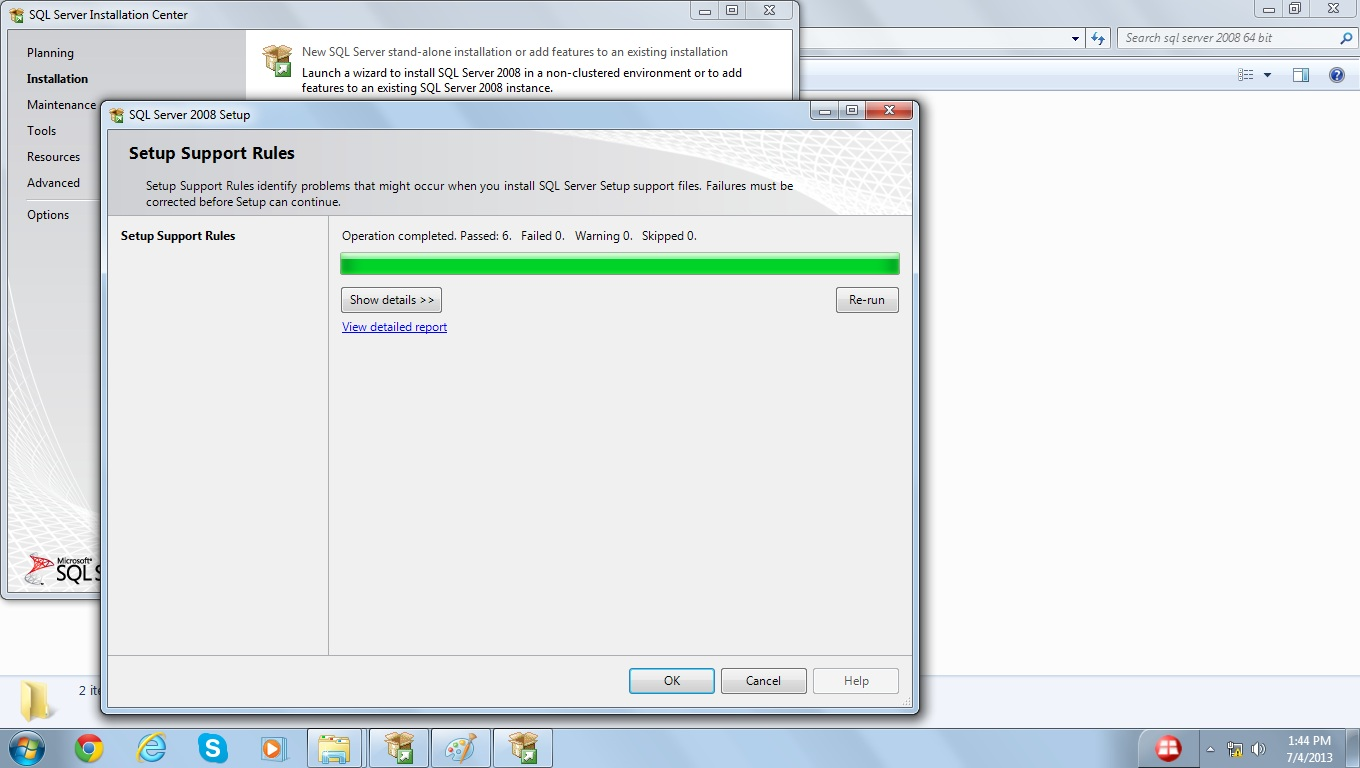 SQL Server Installation Center
Search sql server 2008 64 bit
Planning
Installation
Maintenance
Tools
Resources
Advanced
Options
New SQL Server stand-alone installation or add features to an existing installation
Launch a wizard to install SQL Server 2008 in a non-clustered environment or to add
features to an existing SQL Server 2008 instance.
Microsoft
SQL S
SQL Server 2008 Setup
Setup Support Rules
Setup Support Rules identify problems that might occur when you install SQL Server Setup support files. Failures must be
corrected before Setup can continue.
Setup Support Rules
Operation completed. Passed: 6. Failed 0. Warning 0. Skipped 0.
Show details >>
Re-run
View detailed report
OK
Cancel
Help
2 ite
1:44 PM
7/4/2013